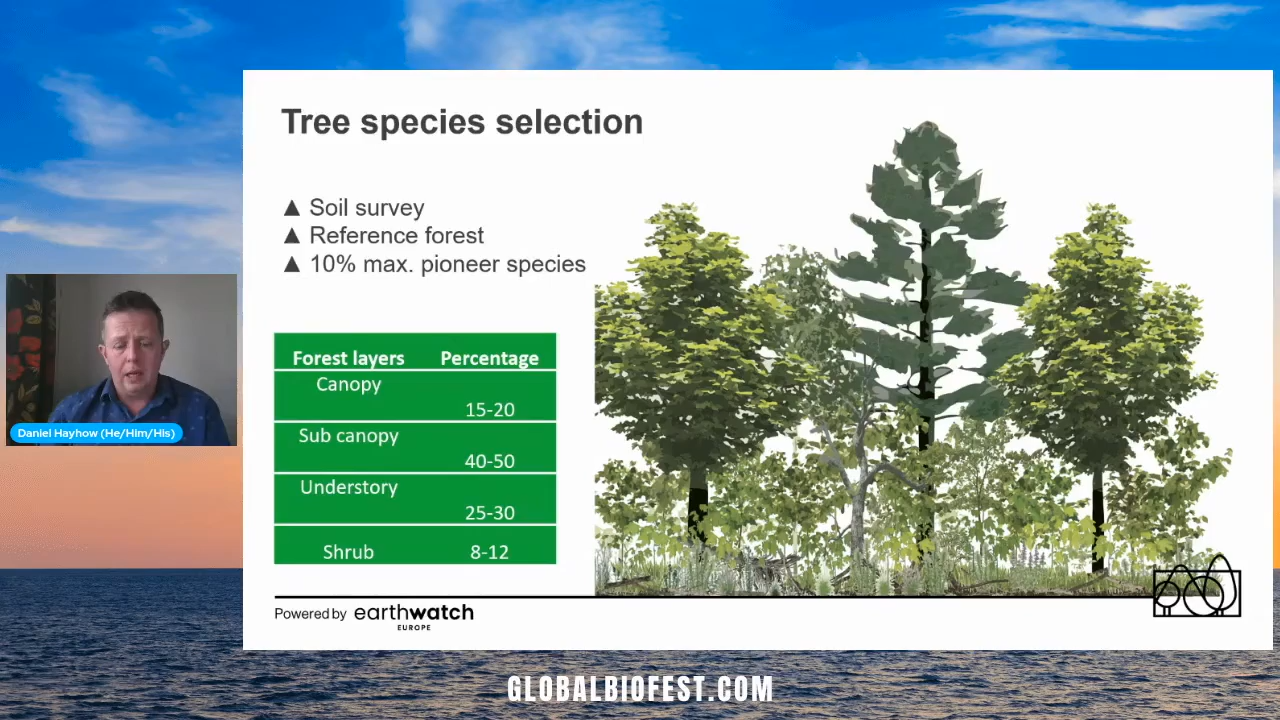 Tree species selection
▲ Soil survey
▲ Reference forest
▲ 10% max. pioneer species
Forest layers Percentage
Canopy 15-20
Sub canopy 40-50
Understory 25-30
Shrub 8-12
Daniel Hayhow (He/HIm/His)
Powered by earthwatch
EUROPE
GLOBALBIOFEST.COM